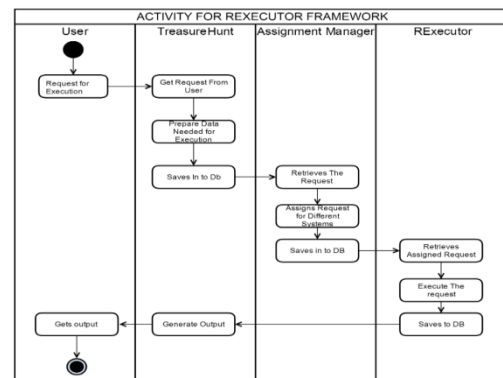 ACTIVITY FOR REXECUTOR FRAMEWORK
User
TreasureHunt
Assignment Manager
RExecutor
Request for
Execution
Get Request From
User
Prepare Data
Needed for
Execution
Saves In to Db
Retrieves The
Request
Assigns Request
for Different
Systems
Saves in to DB
Retrieves
Assigned Request
Execute The
request
Saves to DB
Generate Output
Gets output